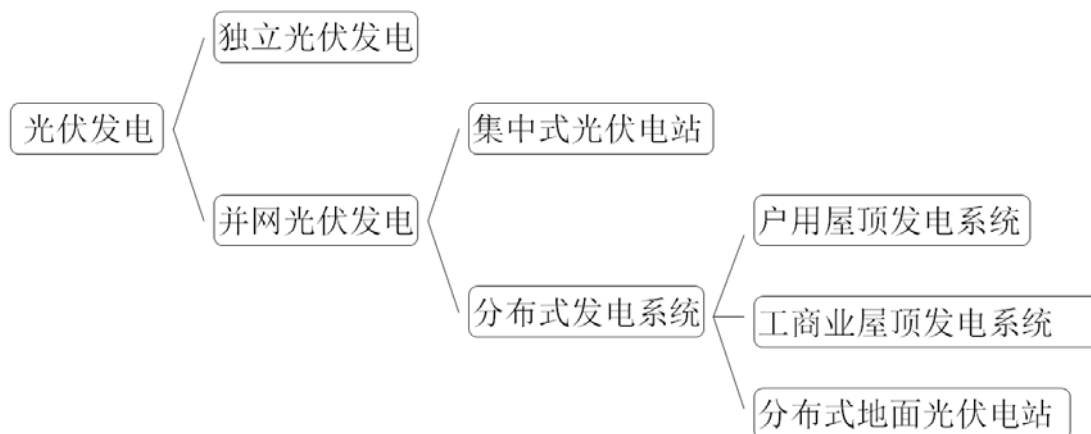 独立光伏发电
光伏发电
集中式光伏电站
并网光伏发电
户用屋顶发电系统
分布式发电系统
工商业屋顶发电系统
分布式地面光伏电站